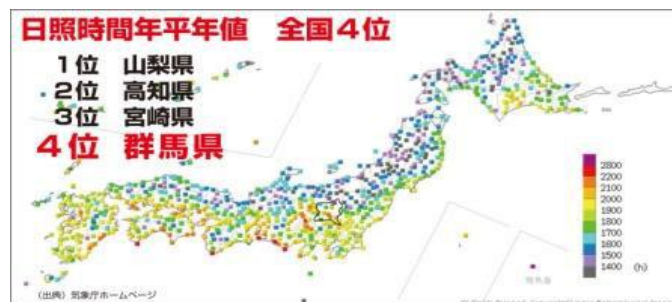 日照時間年平年値 全国4位
1位 山梨県
2位 高知県
3位 宮崎県
4位 群馬県
2800
2200
2100
2000
1900
1800
1700
1600
1500
1400 (h)
(出典)気象庁ホームページ